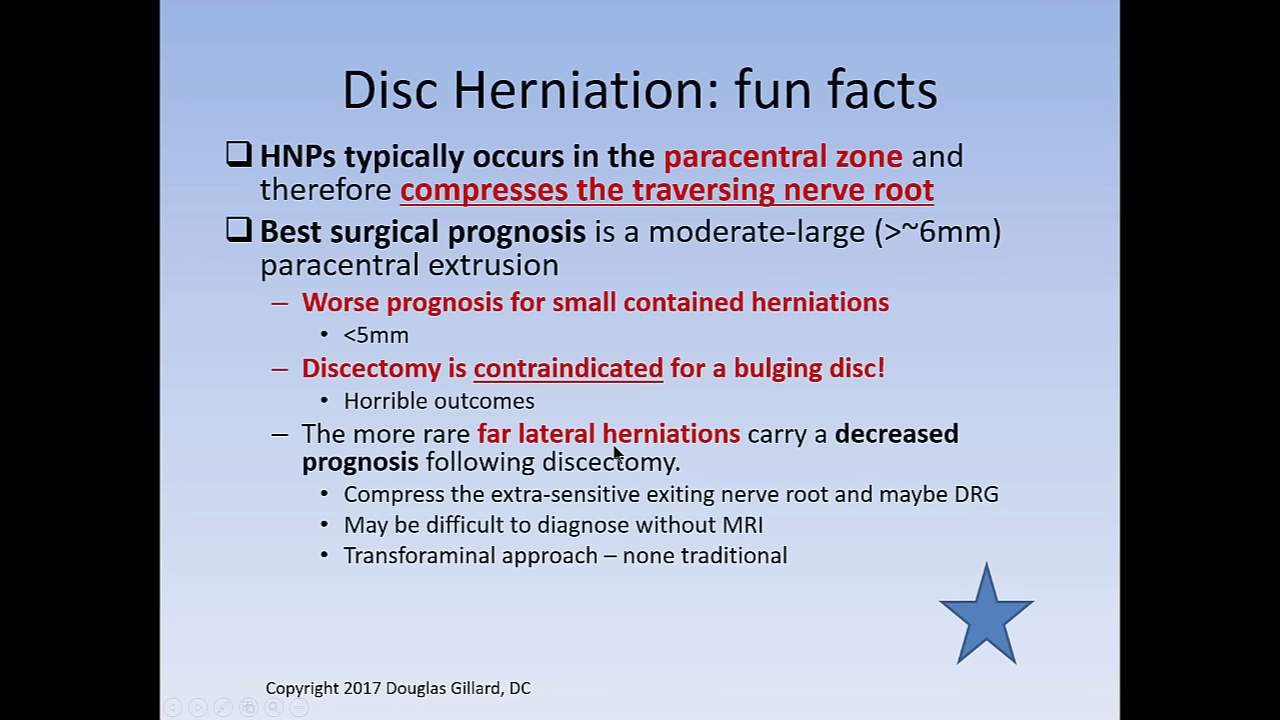 Disc Herniation: fun facts
❑ HNPs typically occurs in the paracentral zone and
therefore compresses the traversing nerve root
❑ Best surgical prognosis is a moderate-large (>~6mm)
paracentral extrusion
– Worse prognosis for small contained herniations
• <5mm
– Discectomy is contraindicated for a bulging disc!
• Horrible outcomes
– The more rare far lateral herniations carry a decreased
prognosis following discectomy.
• Compress the extra-sensitive exiting nerve root and maybe DRG
• May be difficult to diagnose without MRI
• Transforaminal approach – none traditional
Copyright 2017 Douglas Gillard, DC